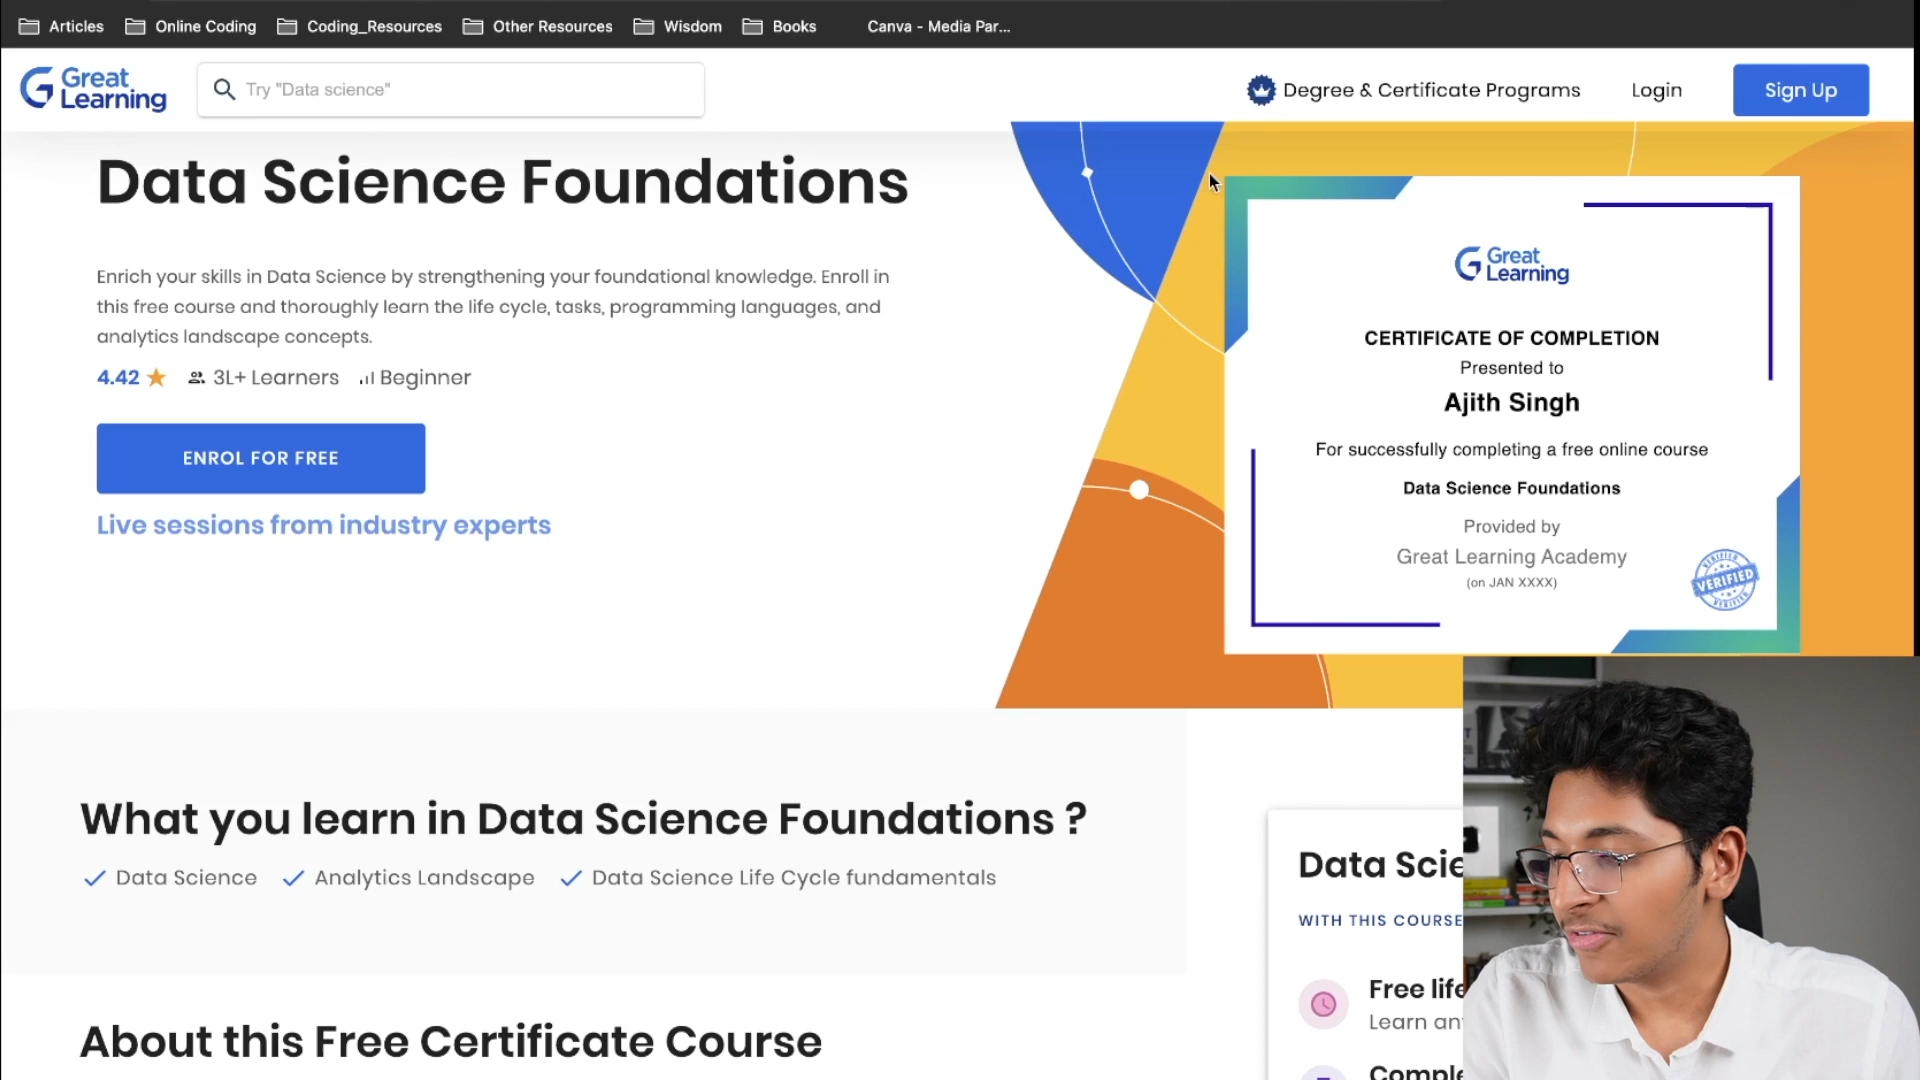 Articles
Online Coding
Coding_Resources
Other Resources
Wisdom
Books
Canva - Media Par...
Great
Learning
Try "Data science"
Degree & Certificate Programs
Login
Sign Up
Data Science Foundations
Enrich your skills in Data Science by strengthening your foundational knowledge. Enroll in
this free course and thoroughly learn the life cycle, tasks, programming languages, and
analytics landscape concepts.
4.42
3L+ Learners
Beginner
ENROL FOR FREE
Live sessions from industry experts
Great
Learning
CERTIFICATE OF COMPLETION
Presented to
Ajith Singh
For successfully completing a free online course
Data Science Foundations
Provided by
Great Learning Academy
(on JAN XXXX)
VERIFIED
VERIFIED
VERIFIED
What you learn in Data Science Foundations ?
Data Science
Analytics Landscape
Data Science Life Cycle fundamentals
Data Scie
WITH THIS COURSE
Free life
Learn an
Comple
About this Free Certificate Course